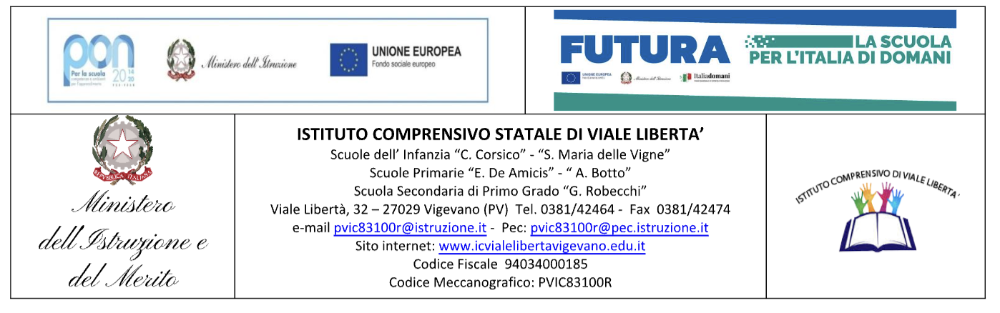 pon
Per la scuola
competenze e ambienti
per l'apprendimento
2014
2020
Ministero dell'Istruzione
UNIONE EUROPEA
Fondo sociale europeo
FUTURA
LA SCUOLA
PER L'ITALIA DI DOMANI
UNIONE EUROPEA
Ministero dell'Istruzione
Italiadomani
REPVBBLICA ITALIANA
Ministero
dell'Istruzione e
del Merito
ISTITUTO COMPRENSIVO STATALE DI VIALE LIBERTA’
Scuole dell’ Infanzia “C. Corsico” - “S. Maria delle Vigne”
Scuole Primarie “E. De Amicis” - “ A. Botto”
Scuola Secondaria di Primo Grado “G. Robecchi”
Viale Libertà, 32 – 27029 Vigevano (PV)  Tel. 0381/42464 -  Fax  0381/42474
e-mail pvic83100r@istruzione.it -  Pec: pvic83100r@pec.istruzione.it
Sito internet: www.icvialelibertavigevano.edu.it
Codice Fiscale  94034000185
Codice Meccanografico: PVIC83100R
ISTITUTO COMPRENSIVO DI VIALE LIBERTA'